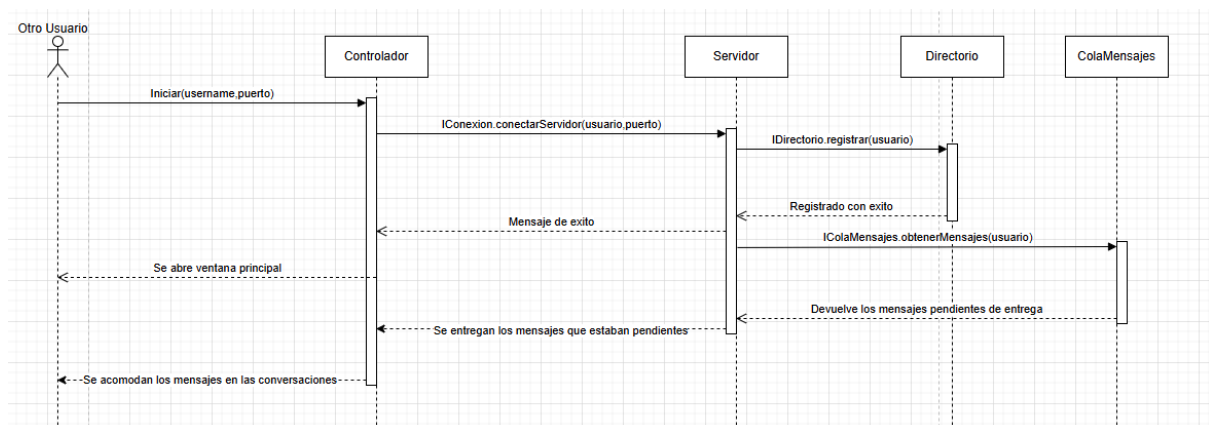 Otro Usuario
Controlador
Servidor
Directorio
ColaMensajes
Iniciar(username,puerto)
IConexion.conectarServidor(usuario,puerto)
IDirectorio.registrar(usuario)
Registrado con exito
Mensaje de exito
IColaMensajes.obtenerMensajes(usuario)
Se abre ventana principal
Devuelve los mensajes pendientes de entrega
Se entregan los mensajes que estaban pendientes
Se acomodan los mensajes en las conversaciones